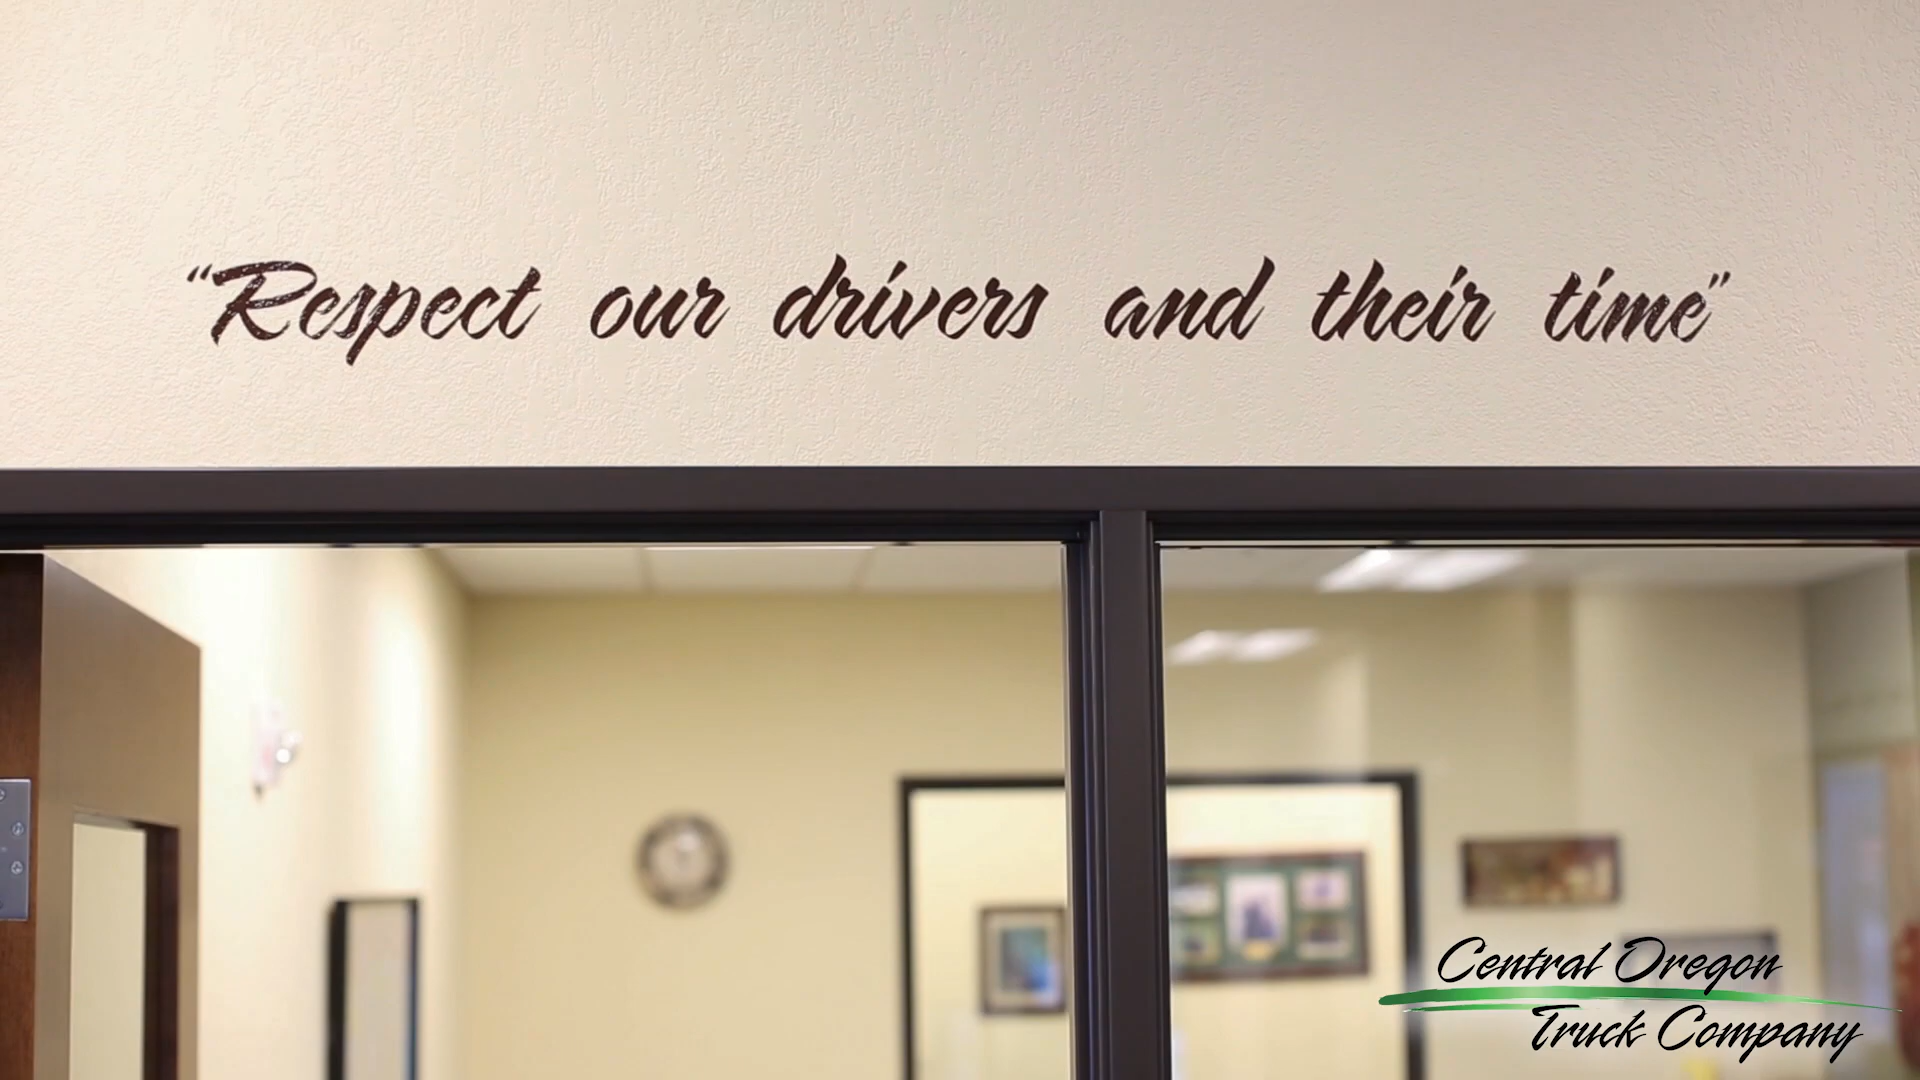 “Respect our drivers and their time”
Central Oregon
Truck Company